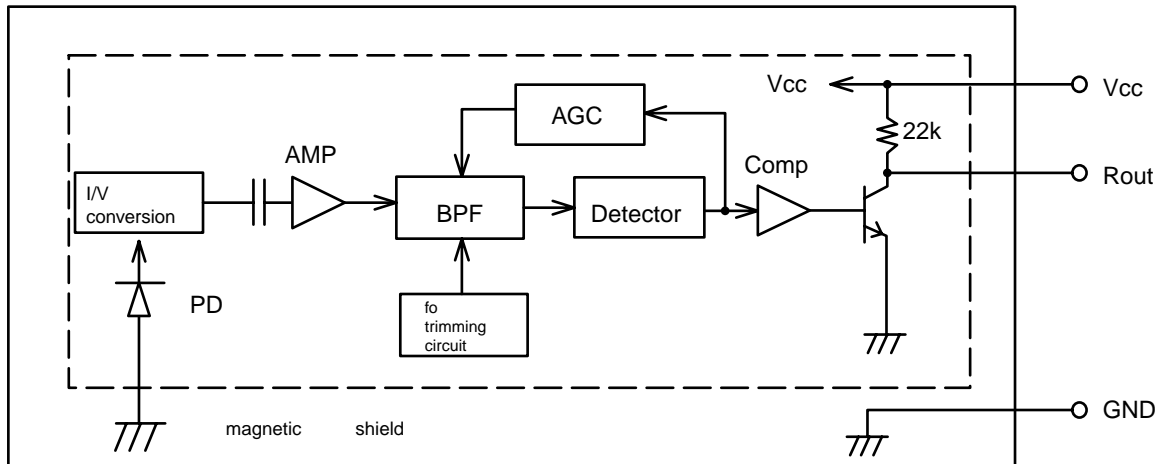 Vcc
Vcc
AGC
22k
AMP
Comp
Rout
I/V
conversion
BPF
Detector
PD
fo
trimming
circuit
GND
magnetic shield